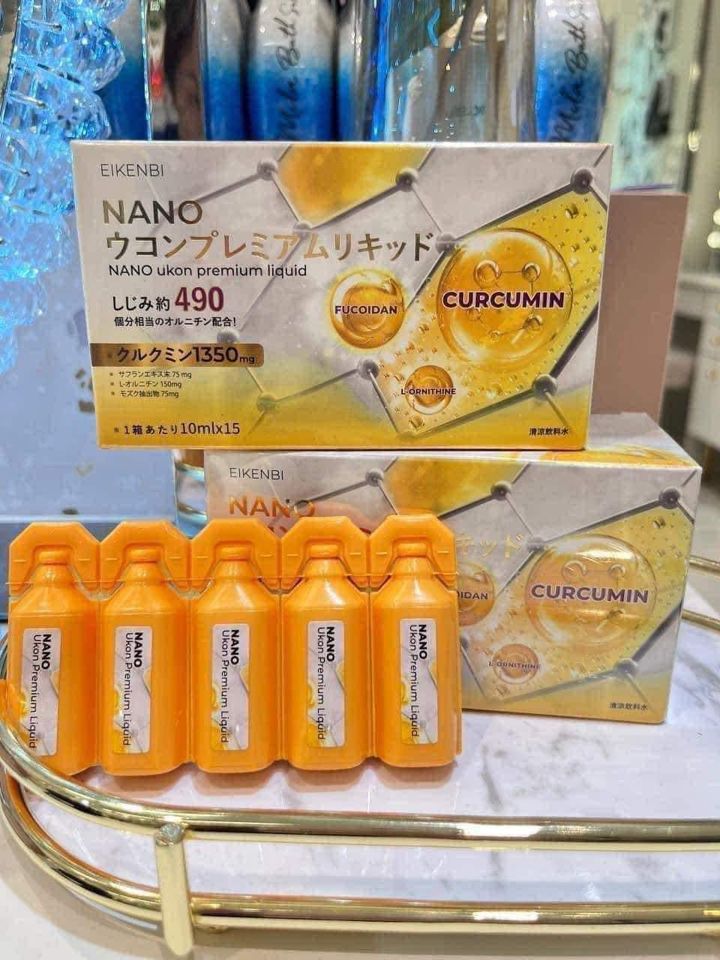 Mila Bath
EIKENBI
NANO
ウコンプレミアムリキッド
NANO ukon premium liquid
しじみ約490
個分相当のオルニチン配合!
※クルクミン1350mg
※ サフランエキス末 75mg
※ L-オルニチン 150mg
※ モズク抽出物 75mg
※1箱あたり10mlx15
FUCOIDAN
CURCUMIN
L-ORNITHINE
清涼飲料水
EIKENBI
NANO
キッド
IDAN
CURCUMIN
L-ORNITHINE
清涼飲料水
NANO
Ukon Premium Liquid
NANO
Ukon Premium Liquid
NANO
Ukon Premium Liquid
NANO
Ukon Premium Liquid
NANO
Ukon Premium Liquid